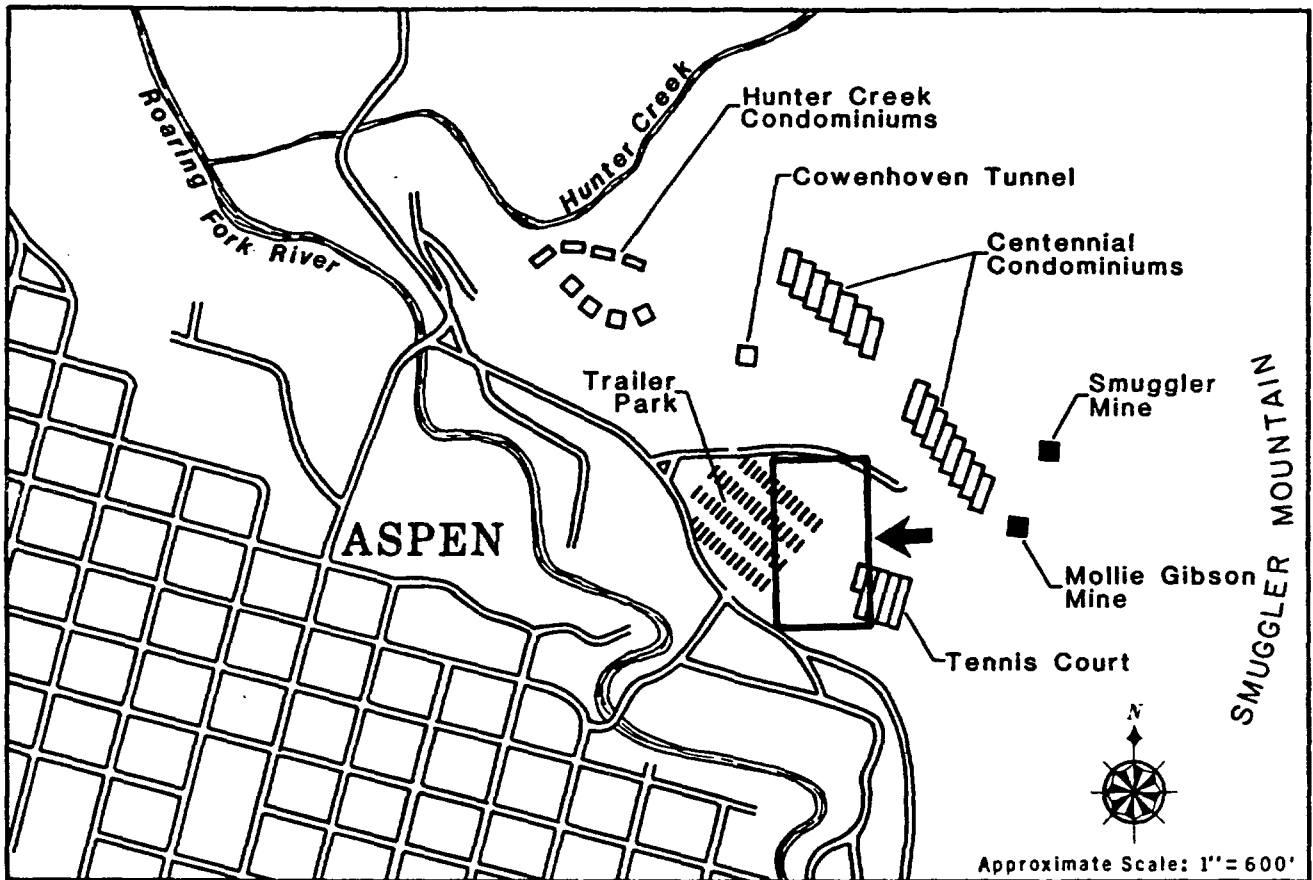 Roaring
Fork River
Hunter Creek
Hunter Creek
Condominiums
Cowenhoven Tunnel
Centennial
Condominiums
Trailer
Park
Smuggler
Mine
ASPEN
Mollie Gibson
Mine
Tennis Court
SMUGGLER MOUNTAIN
N
Approximate Scale: 1"=600'